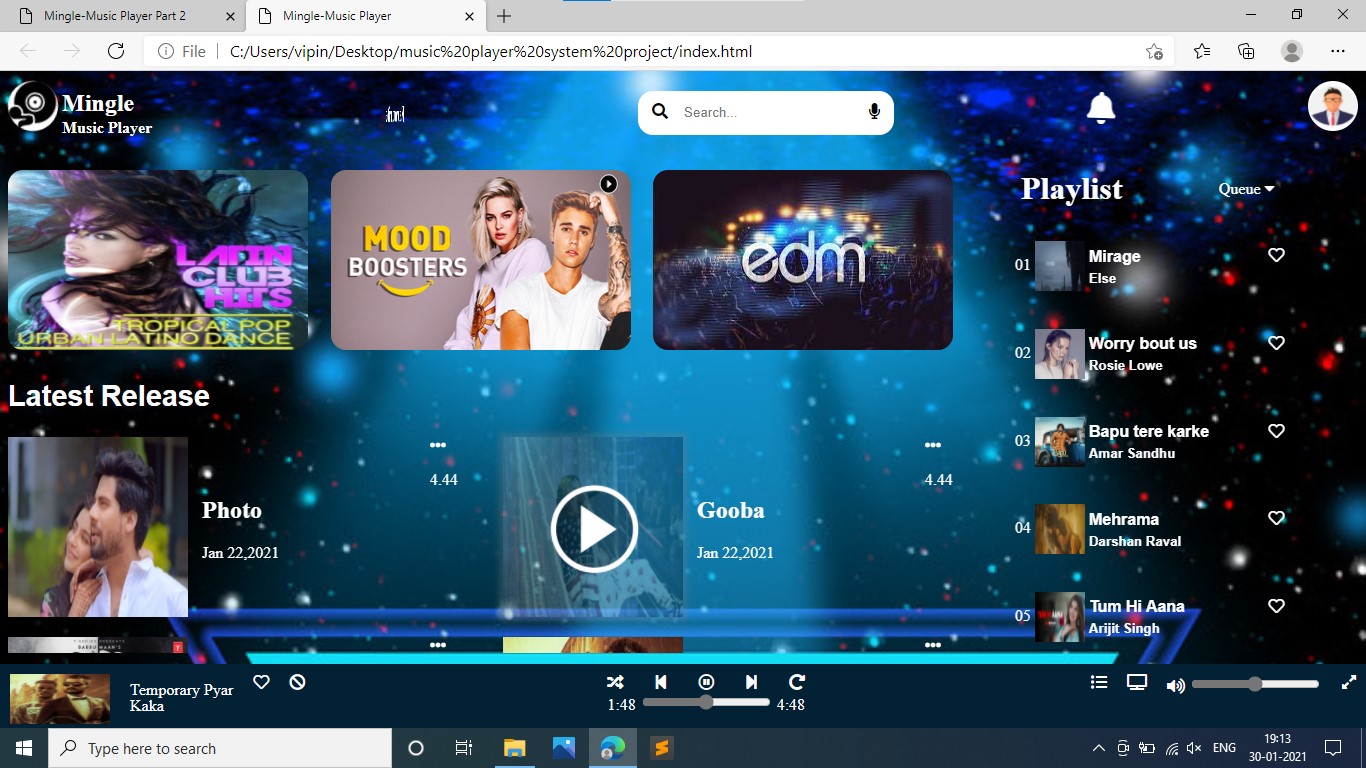 Mingle-Music Player Part 2
Mingle-Music Player
File
C:/Users/vipin/Desktop/music%20player%20system%20project/index.html
Mingle
Music Player
Search...
LATIN
CLUB
HITS
TROPICAL POP
URBAN LATINO DANCE
MOOD
BOOSTERS
edm
Playlist
Queue
01
Mirage
Else
02
Worry bout us
Rosie Lowe
03
Bapu tere karke
Amar Sandhu
04
Mehrama
Darshan Raval
05
Tum Hi Aana
Arijit Singh
Latest Release
4.44
Photo
Jan 22,2021
4.44
Gooba
Jan 22,2021
Temporary Pyar
Kaka
1:48
4:48
Type here to search
ENG
19:13
30-01-2021